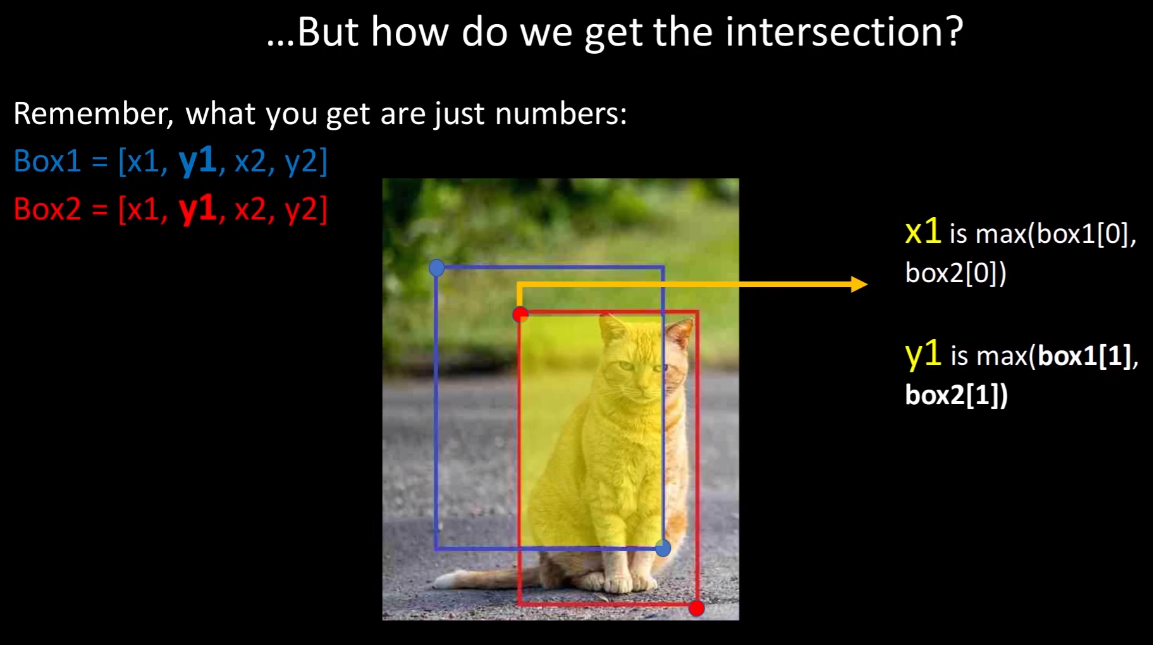 ...But how do we get the intersection?
Remember, what you get are just numbers:
Box1 = [x1, y1, x2, y2]
Box2 = [x1, y1, x2, y2]
x1 is max(box1[0],
box2[0])
y1 is max(box1[1],
box2[1])